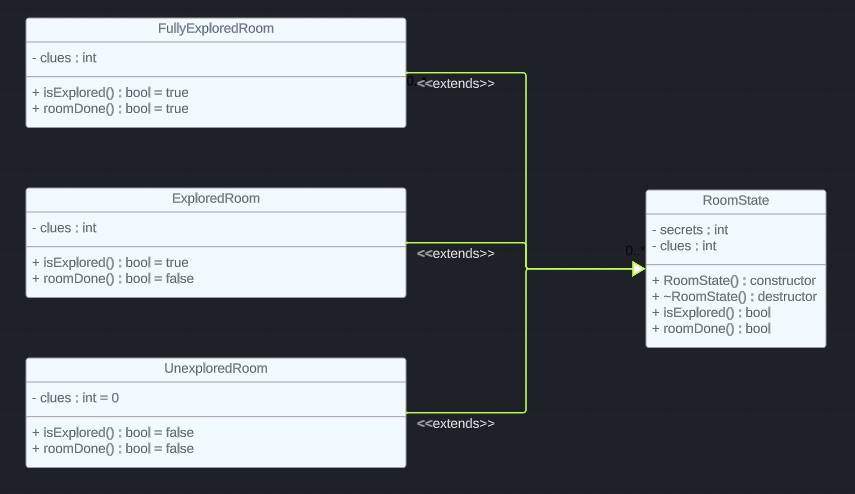 FullyExploredRoom
- clues : int
+ isExplored() : bool = true
+ roomDone() : bool = true
<<extends>>
ExploredRoom
- clues : int
+ isExplored() : bool = true
+ roomDone() : bool = false
<<extends>>
0..*
RoomState
- secrets : int
- clues : int
+ RoomState() : constructor
+ ~RoomState() : destructor
+ isExplored() : bool
+ roomDone() : bool
UnexploredRoom
- clues : int = 0
+ isExplored() : bool = false
+ roomDone() : bool = false
<<extends>>